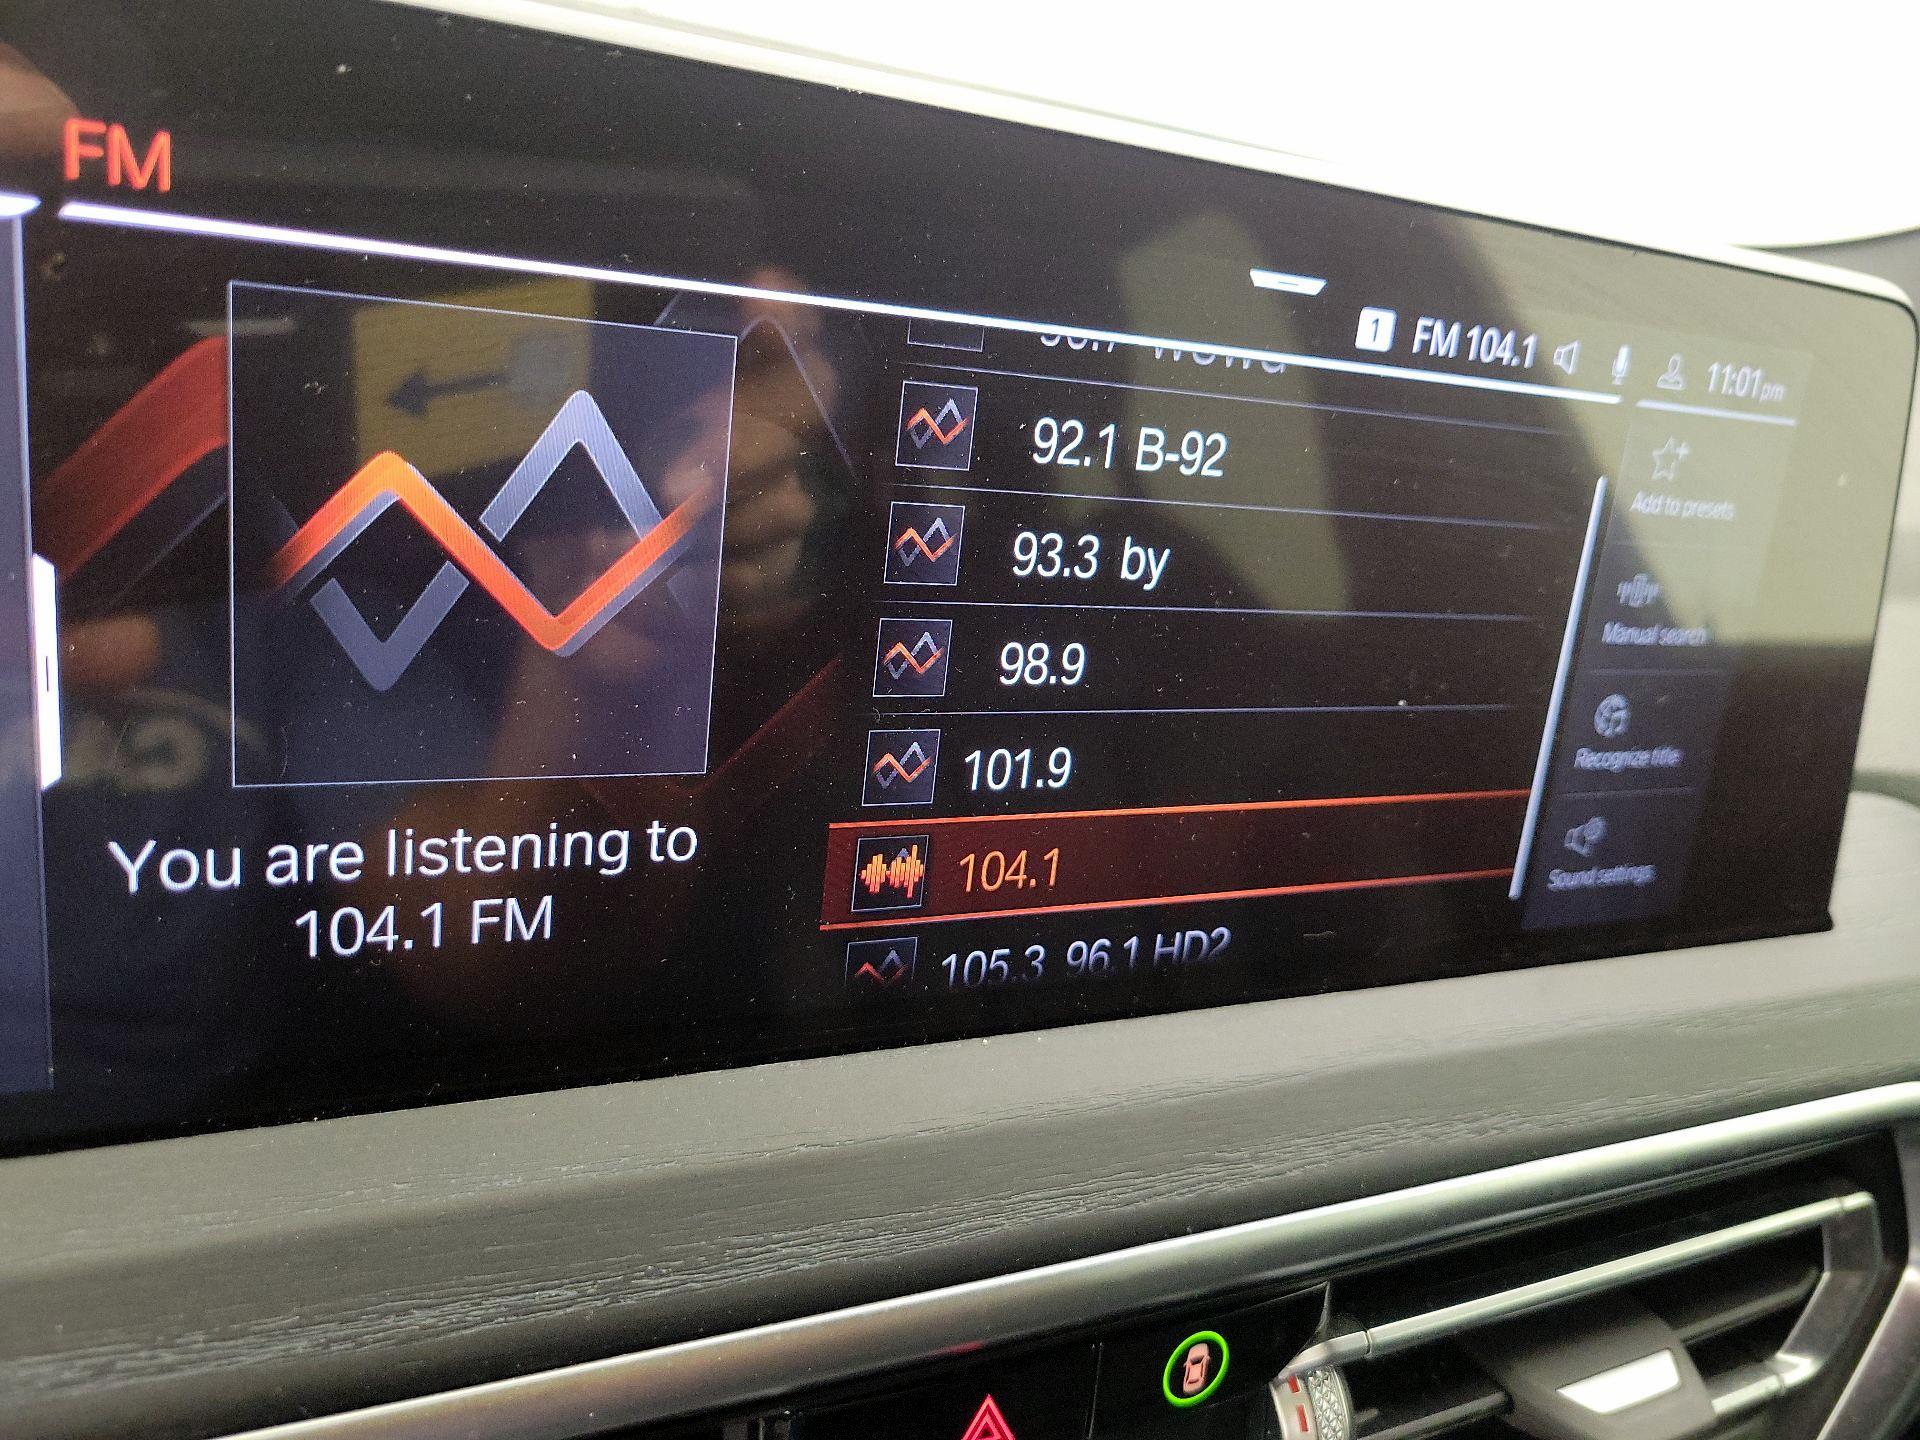 FM
1 FM 104.1 11:01pm
92.1 B-92
93.3 by
98.9
101.9
104.1
105.3 96.1 HD2
You are listening to
104.1 FM
Add to presets
Manual search
Recognize title
Sound settings